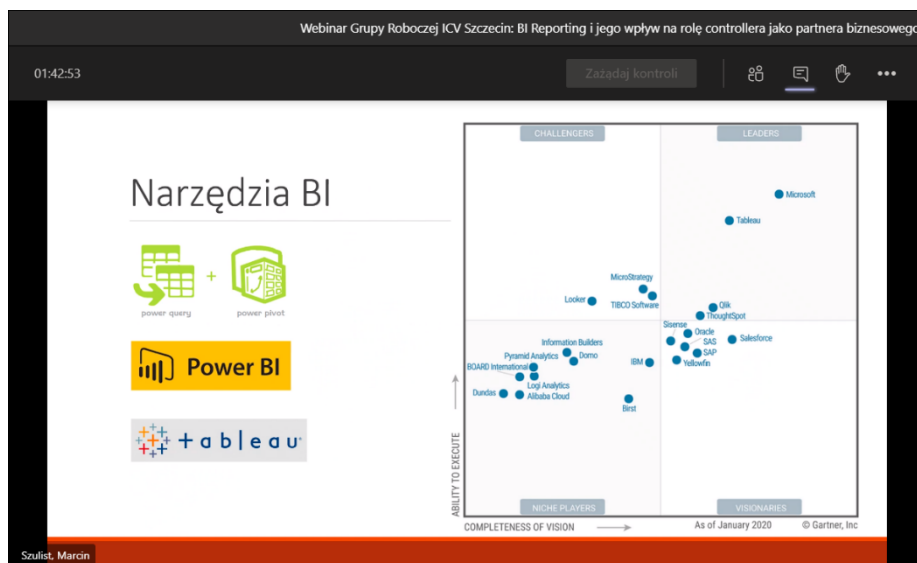 Webinar Grupy Roboczej ICV Szczecin: BI Reporting i jego wpływ na rolę controllera jako partnera biznesowego
01:42:53
Zażądaj kontroli
Narzędzia BI
+
power query
power pivot
Power BI
+ableau
CHALLENGERS
LEADERS
Microsoft
Tableau
MicroStrategy
Looker
TIBCO Software
Qlik
ThoughtSpot
Sisense
Oracle
Salesforce
SAS
SAP
Information Builders
Pyramid Analytics
Domo
IBM
Yellowfin
BOARD International
Logi Analytics
Dundas
Alibaba Cloud
Birst
ABILITY TO EXECUTE
NICHE PLAYERS
VISIONARIES
COMPLETENESS OF VISION
As of January 2020
© Gartner, Inc
Szulist, Marcin